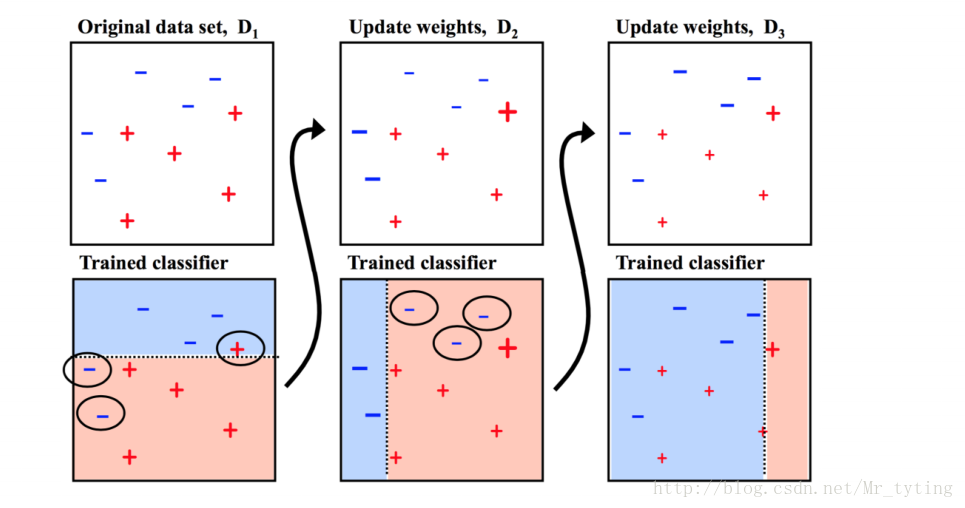 Original data set, D1
Update weights, D2
Update weights, D3
Trained classifier
Trained classifier
Trained classifier
http://blog.csdn.net/Mr_tyting